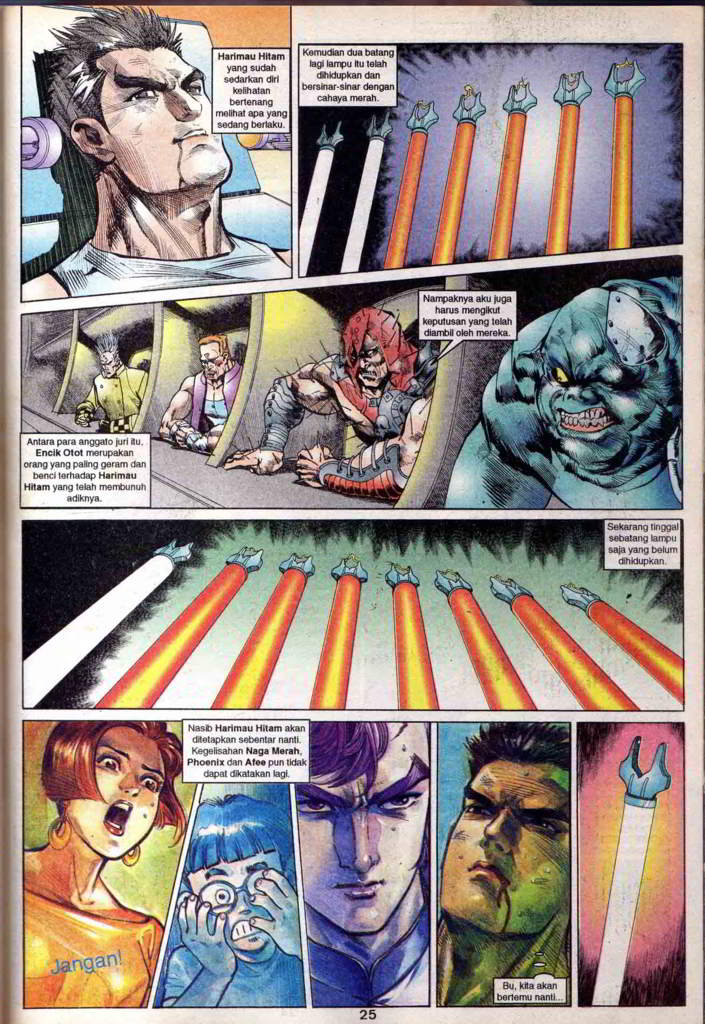 Harimau Hitam
yang sudah
sedarkan diri
kelihatan
bertenang
melihat apa yang
sedang berlaku.
Kemudian dua batang
lagi lampu itu telah
dihidupkan dan
bersinar-sinar dengan
cahaya merah.
Nampaknya aku juga
harus mengikut
keputusan yang telah
diambil oleh mereka.
Antara para anggato juri itu,
Encik Otot merupakan
orang yang paling geram dan
benci terhadap Harimau
Hitam yang telah membunuh
adiknya.
Sekarang tinggal
sebatang lampu
saja yang belum
dihidupkan.
Nasib Harimau Hitam akan
ditetapkan sebentar nanti.
Kegelisahan Naga Merah,
Phoenix dan Afee pun tidak
dapat dikatakan lagi.
Jangan!
Bu, kita akan
bertemu nanti...
25